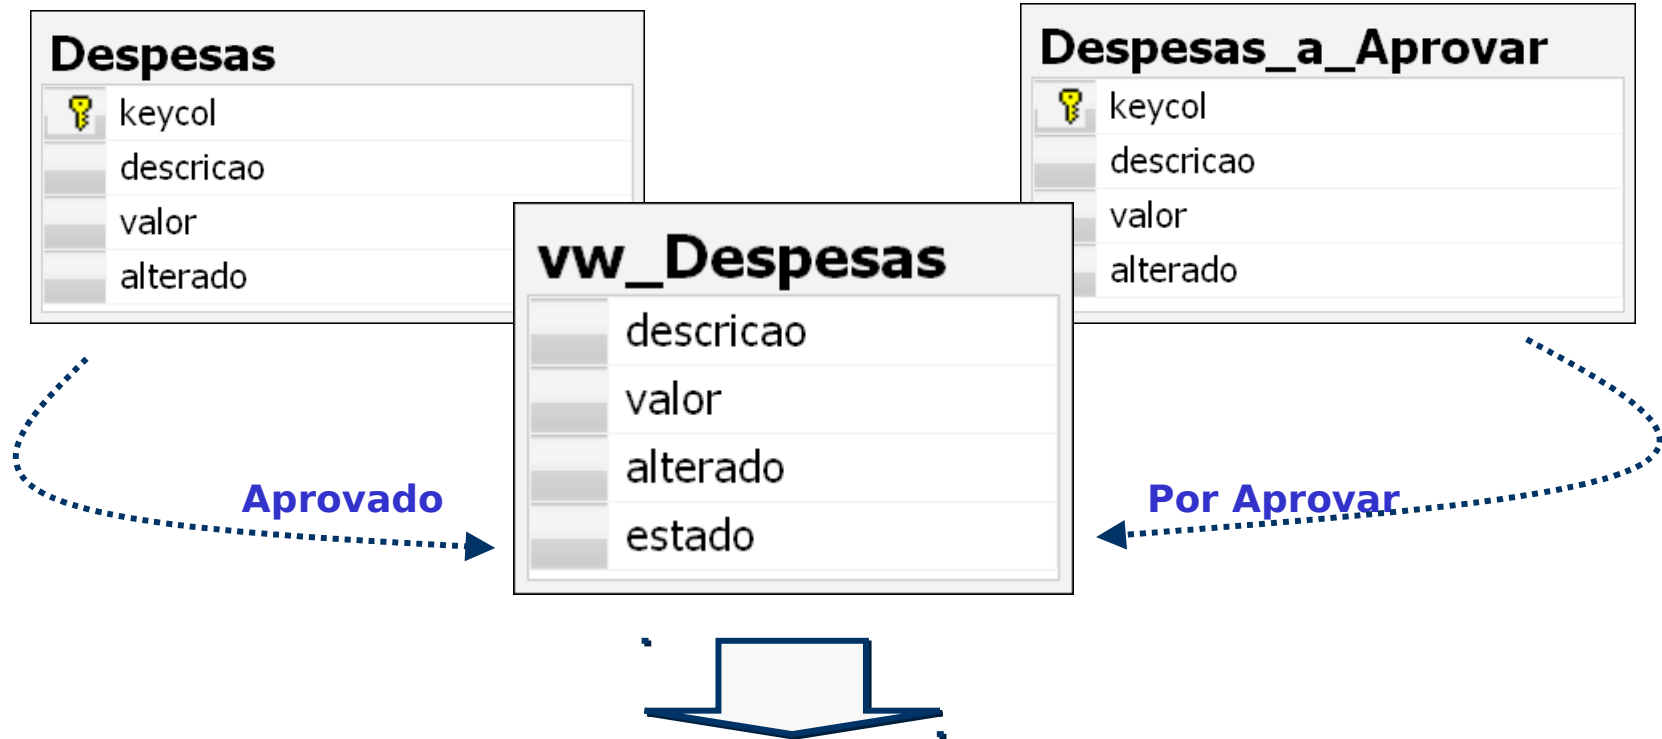 Despesas
keycol
descricao
valor
alterado
Despesas_a_Aprovar
keycol
descricao
valor
alterado
vw_Despesas
descricao
valor
alterado
estado
Aprovado
Por Aprovar